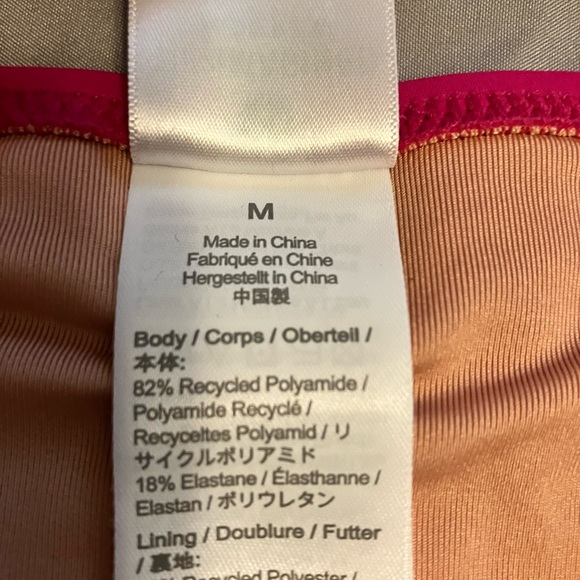 M
Made in China
Fabriqué en Chine
Hergestellt in China
中国製
Body / Corps / Oberteil /
本体:
82% Recycled Polyamide /
Polyamide Recyclé /
Recyceltes Polyamid / リ
サイクルポリアミド
18% Elastane / Élasthanne /
Elastan / ポリウレタン
Lining / Doublure / Futter
/ 裏地:
Recycled Polyester /